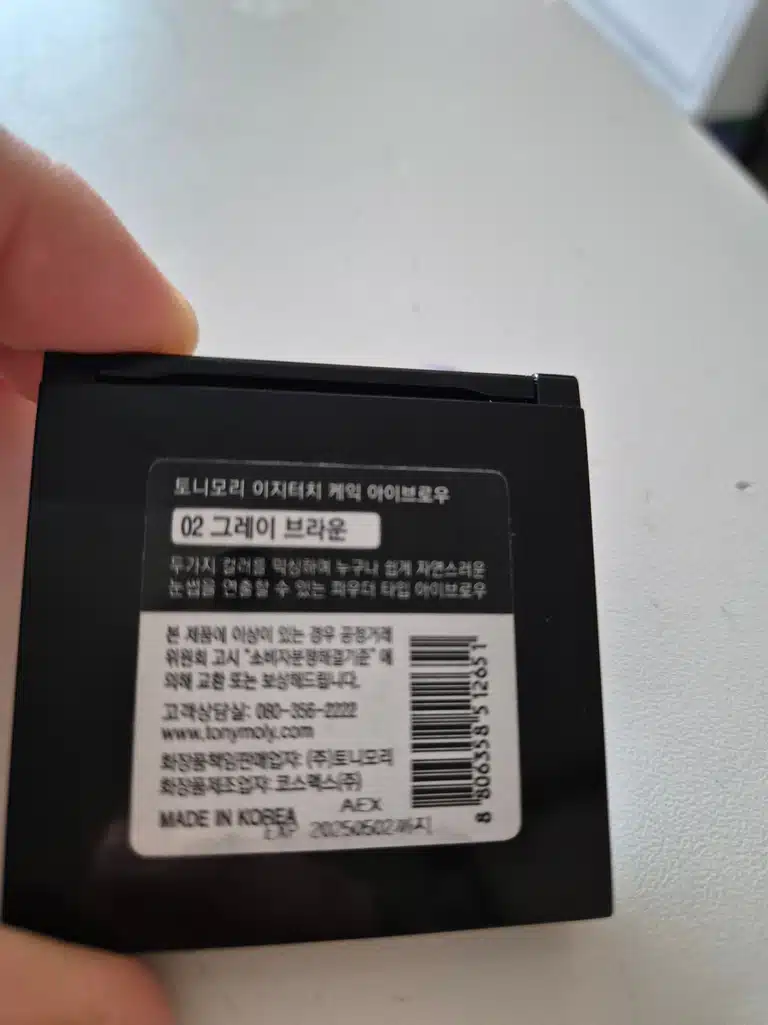 토니모리 이지터치 케익 아이브로우
02 그레이 브라운
두가지 컬러를 믹싱하여 누구나 쉽게 자연스러운
눈썹을 연출할 수 있는 파우더 타입 아이브로우
본 제품에 이상이 있는 경우 공정거래
위원회 고시 "소비자분쟁해결기준" 에
의해 교환 또는 보상해드립니다.
고객상담실: 080-356-2222
www.tonymoly.com
화장품책임판매업자: (주)토니모리
화장품제조업자: 코스맥스(주)
AEX
MADE IN KOREA
EXP 20250502까지
8 806358 512651